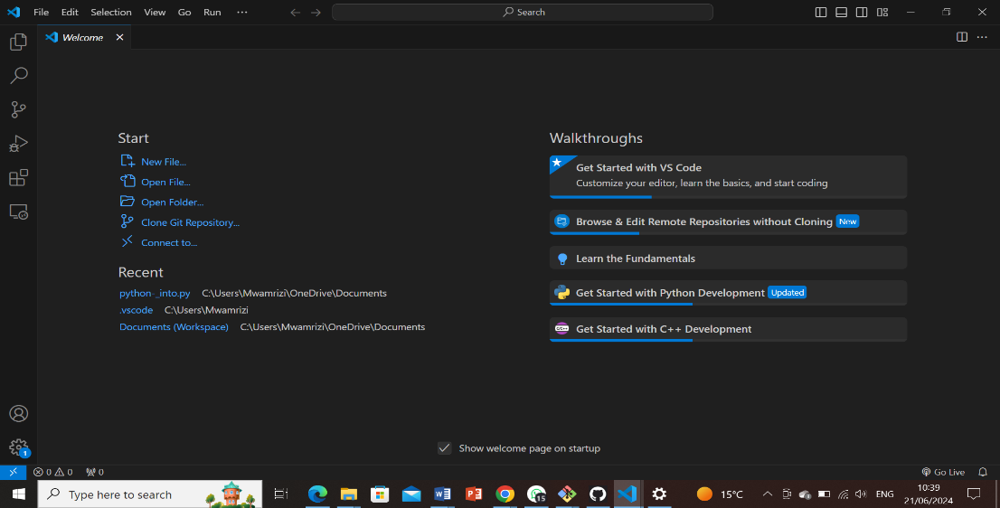 File Edit Selection View Go Run ··· Search
Welcome
Start
New File...
Open File...
Open Folder...
Clone Git Repository...
Connect to...
Recent
python-_into.py C:\Users\Mwamrizi\OneDrive\Documents
.vscode C:\Users\Mwamrizi
Documents (Workspace) C:\Users\Mwamrizi\OneDrive\Documents
Walkthroughs
Get Started with VS Code
Customize your editor, learn the basics, and start coding
Browse & Edit Remote Repositories without Cloning New
Learn the Fundamentals
Get Started with Python Development Updated
Get Started with C++ Development
Show welcome page on startup
1
0 0 0 Go Live
Type here to search 15 15°C ENG 10:39
21/06/2024